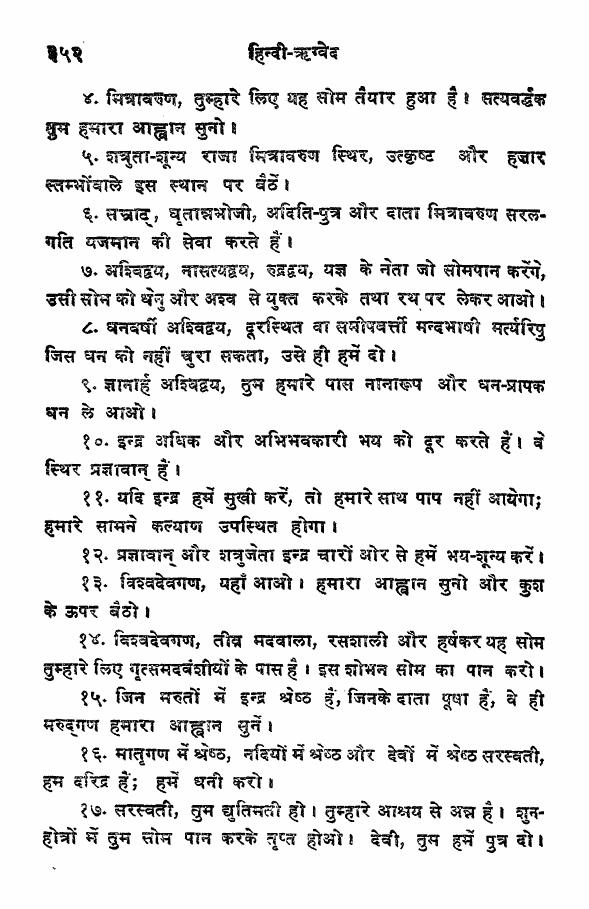 ३५२ हिन्दी-ऋग्वेद
४. मित्रावरुण, तुम्हारे लिए यह सोम तैयार हुआ है। सत्यवर्द्धक
तुम हमारा आह्वान सुनो।
५. शत्रुता-शून्य राजा मित्रावरुण स्थिर, उत्कृष्ट और हजार
स्तम्भोंवाले इस स्थान पर बैठें।
६. सम्राट्, घृतान्नभोजी, अदिति-पुत्र और दाता मित्रावरुण सरल-
गति यजमान की सेवा करते हैं।
७. अश्विद्वय, नासत्यद्वय, रुद्रद्वय, यज्ञ के नेता जो सोमपान करेंगे,
उसी सोम को धेनु और अश्व से युक्त करके तथा रथ पर लेकर आओ।
८. धनवर्षी अश्विद्वय, दूरस्थित वा समीपवर्त्ती मन्दभाषी मर्त्यरिपु
जिस धन को नहीं चुरा सकता, उसे ही हमें दो।
९. ज्ञानार्ह अश्विद्वय, तुम हमारे पास नानारूप और धन-प्रापक
धन ले आओ।
१०. इन्द्र अधिक और अभिभवकारी भय को दूर करते हैं। वे
स्थिर प्रज्ञावान् हैं।
११. यदि इन्द्र हमें सुखी करें, तो हमारे साथ पाप नहीं आयेगा;
हमारे सामने कल्याण उपस्थित होगा।
१२. प्रज्ञावान् और शत्रुजेता इन्द्र चारों ओर से हमें भय-शून्य करें।
१३. विश्वदेवगण, यहाँ आओ। हमारा आह्वान सुनो और कुश
के ऊपर बैठो।
१४. विश्वदेवगण, तीव्र मदवाला, रसशाली और हर्षकर यह सोम
तुम्हारे लिए गृत्समदवंशीयों के पास है। इस शोभन सोम का पान करो।
१५. जिन मरुतों में इन्द्र श्रेष्ठ हैं, जिनके दाता पूषा हैं, वे ही
मरुद्गण हमारा आह्वान सुनें।
१६. मातृगण में श्रेष्ठ, नदियों में श्रेष्ठ और देवों में श्रेष्ठ सरस्वती,
हम दरिद्र हैं; हमें धनी करो।
१७. सरस्वती, तुम द्युतिमती हो। तुम्हारे आश्रय से अन्न है। शुन-
होत्रों में तुम सोम पान करके तृप्त होओ। देवी, तुम हमें पुत्र दो।